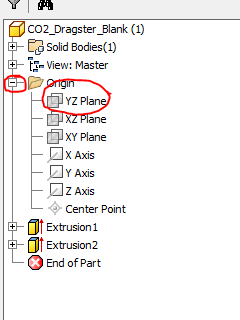 CO2_Dragster_Blank (1)
Solid Bodies(1)
View: Master
Origin
YZ Plane
XZ Plane
XY Plane
X Axis
Y Axis
Z Axis
Center Point
Extrusion1
Extrusion2
End of Part